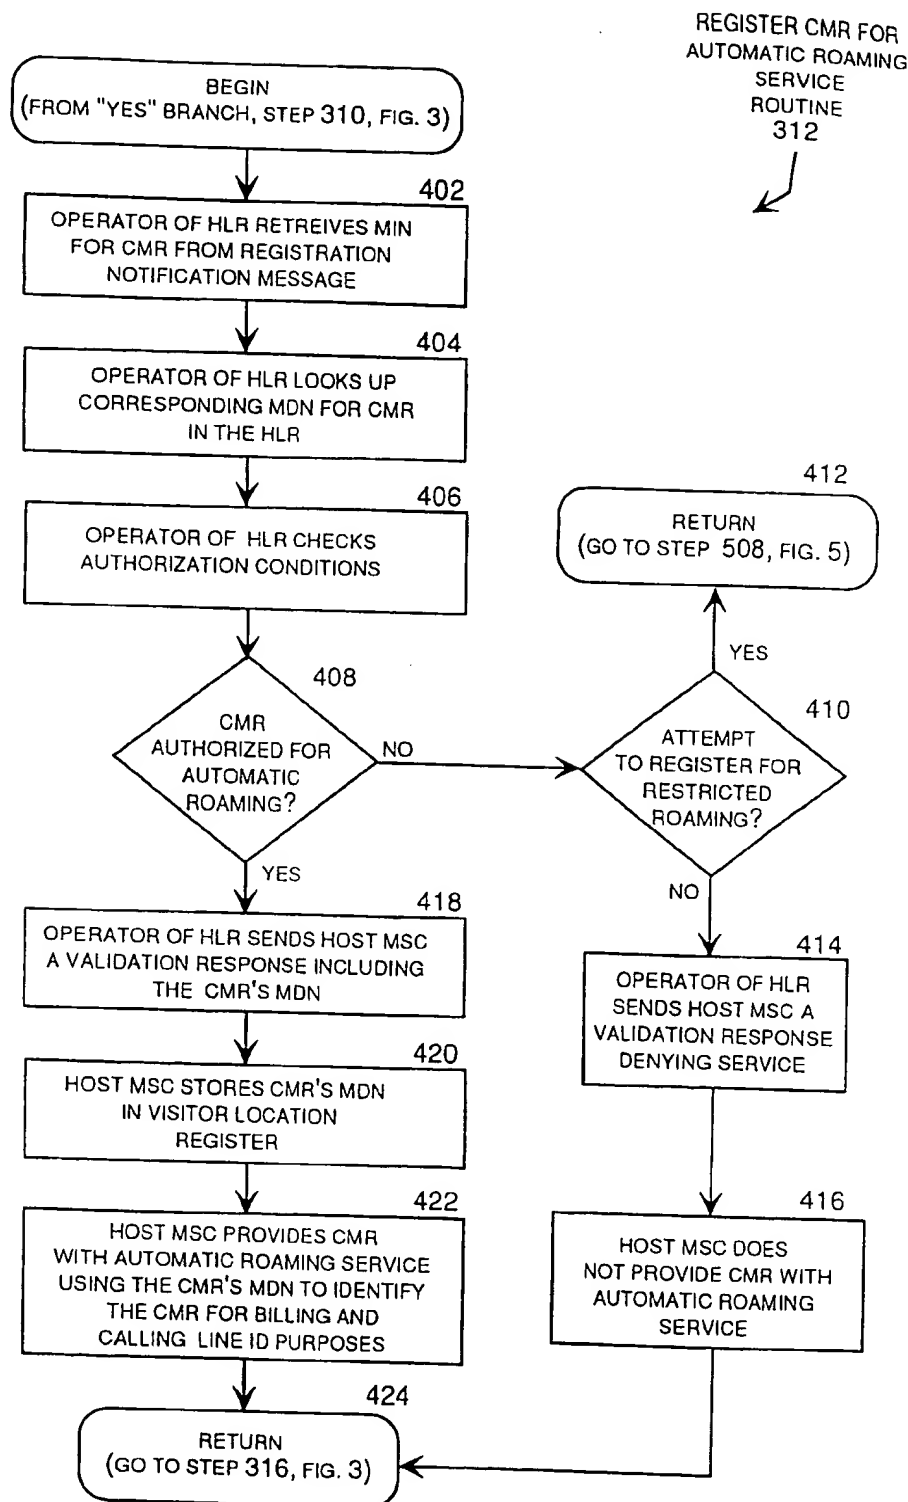 REGISTER CMR FOR
AUTOMATIC ROAMING
SERVICE
ROUTINE
312
BEGIN
(FROM "YES" BRANCH, STEP 310, FIG. 3)
402
OPERATOR OF HLR RETREIVES MIN
FOR CMR FROM REGISTRATION
NOTIFICATION MESSAGE
404
OPERATOR OF HLR LOOKS UP
CORRESPONDING MDN FOR CMR
IN THE HLR
406
OPERATOR OF HLR CHECKS
AUTHORIZATION CONDITIONS
408
CMR
AUTHORIZED FOR
AUTOMATIC
ROAMING?
NO
YES
410
ATTEMPT
TO REGISTER FOR
RESTRICTED
ROAMING?
YES
NO
412
RETURN
(GO TO STEP 508, FIG. 5)
414
OPERATOR OF HLR
SENDS HOST MSC A
VALIDATION RESPONSE
DENYING SERVICE
416
HOST MSC DOES
NOT PROVIDE CMR WITH
AUTOMATIC ROAMING
SERVICE
418
OPERATOR OF HLR SENDS HOST MSC
A VALIDATION RESPONSE INCLUDING
THE CMR'S MDN
420
HOST MSC STORES CMR'S MDN
IN VISITOR LOCATION
REGISTER
422
HOST MSC PROVIDES CMR
WITH AUTOMATIC ROAMING SERVICE
USING THE CMR'S MDN TO IDENTIFY
THE CMR FOR BILLING AND
CALLING LINE ID PURPOSES
424
RETURN
(GO TO STEP 316, FIG. 3)